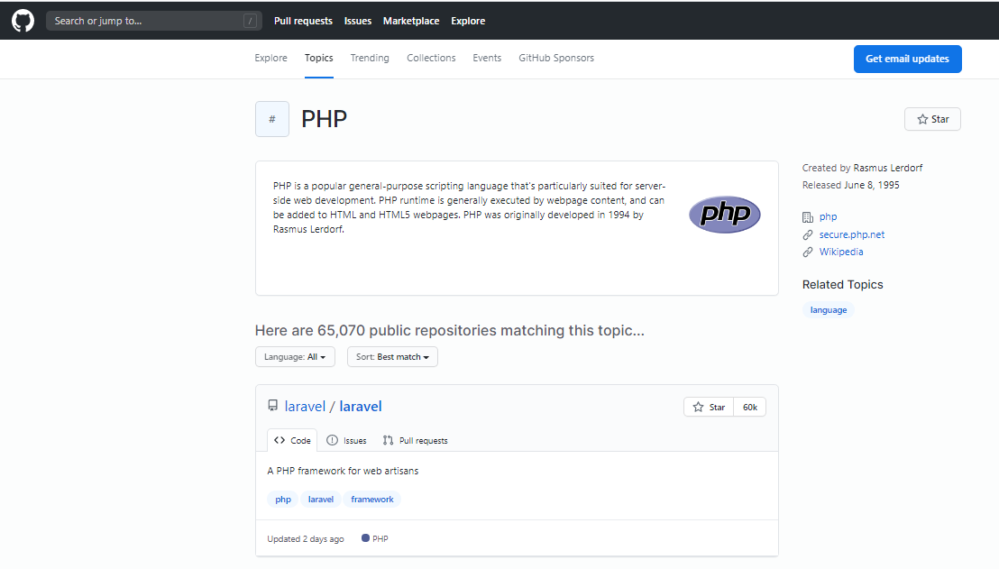 Search or jump to... /
Pull requests Issues Marketplace Explore
Explore Topics Trending Collections Events GitHub Sponsors
Get email updates
# PHP
Star
PHP is a popular general-purpose scripting language that's particularly suited for server-
side web development. PHP runtime is generally executed by webpage content, and can
be added to HTML and HTML5 webpages. PHP was originally developed in 1994 by
Rasmus Lerdorf.
php
Created by Rasmus Lerdorf
Released June 8, 1995
php
secure.php.net
Wikipedia
Related Topics
language
Here are 65,070 public repositories matching this topic...
Language: All Sort: Best match
laravel / laravel
Star 60k
Code Issues Pull requests
A PHP framework for web artisans
php laravel framework
Updated 2 days ago PHP